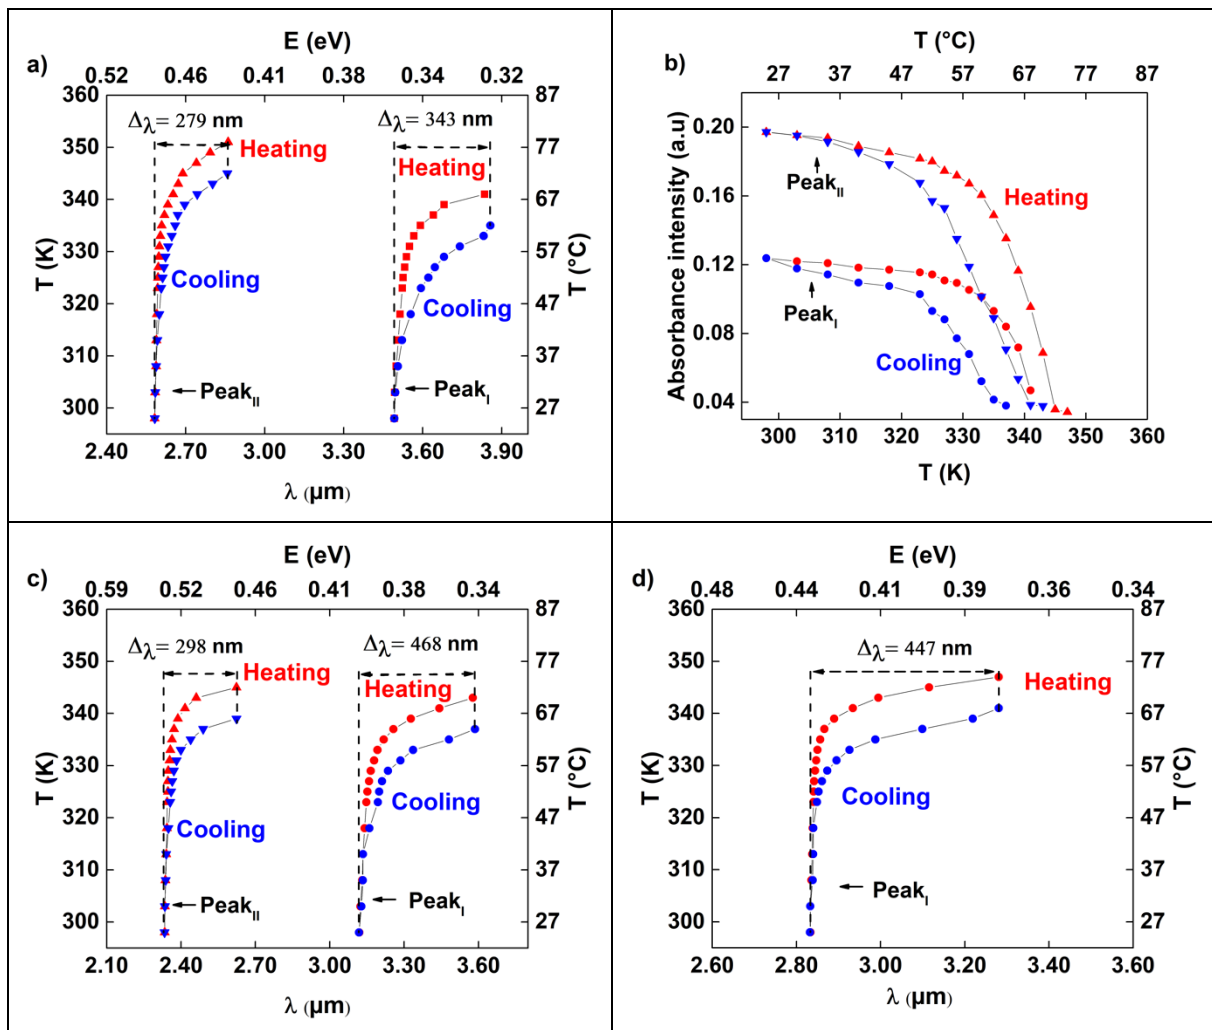 E (eV)
a)
0.52 0.46 0.41 0.38 0.34 0.32
360 87
Δλ= 279 nm Δλ= 343 nm
Heating
350 77
Heating
340 67
330 57
T (K) T (°C)
Cooling
320 Cooling 47
310 37
PeakII PeakI
300 27
2.40 2.70 3.00 3.30 3.60 3.90
λ (μm)
T (°C)
b)
27 37 47 57 67 77 87
0.20
PeakII
Heating
0.16
Absorbance intensity (a.u)
0.12
PeakI
0.08
Cooling
0.04
300 310 320 330 340 350 360
T (K)
E (eV)
c)
0.59 0.52 0.46 0.41 0.38 0.34
360 87
Δλ= 298 nm Δλ= 468 nm
350 77
Heating Heating
340 67
330 57
T (K) T (°C)
Cooling Cooling
320 47
310 37
PeakII PeakI
300 27
2.10 2.40 2.70 3.00 3.30 3.60
λ (μm)
E (eV)
d)
0.48 0.44 0.41 0.39 0.36 0.34
360 87
Δλ= 447 nm
350 77
Heating
340 67
330 57
T (K) T (°C)
Cooling
320 47
310 37
PeakI
300 27
2.60 2.80 3.00 3.20 3.40 3.60
λ (μm)